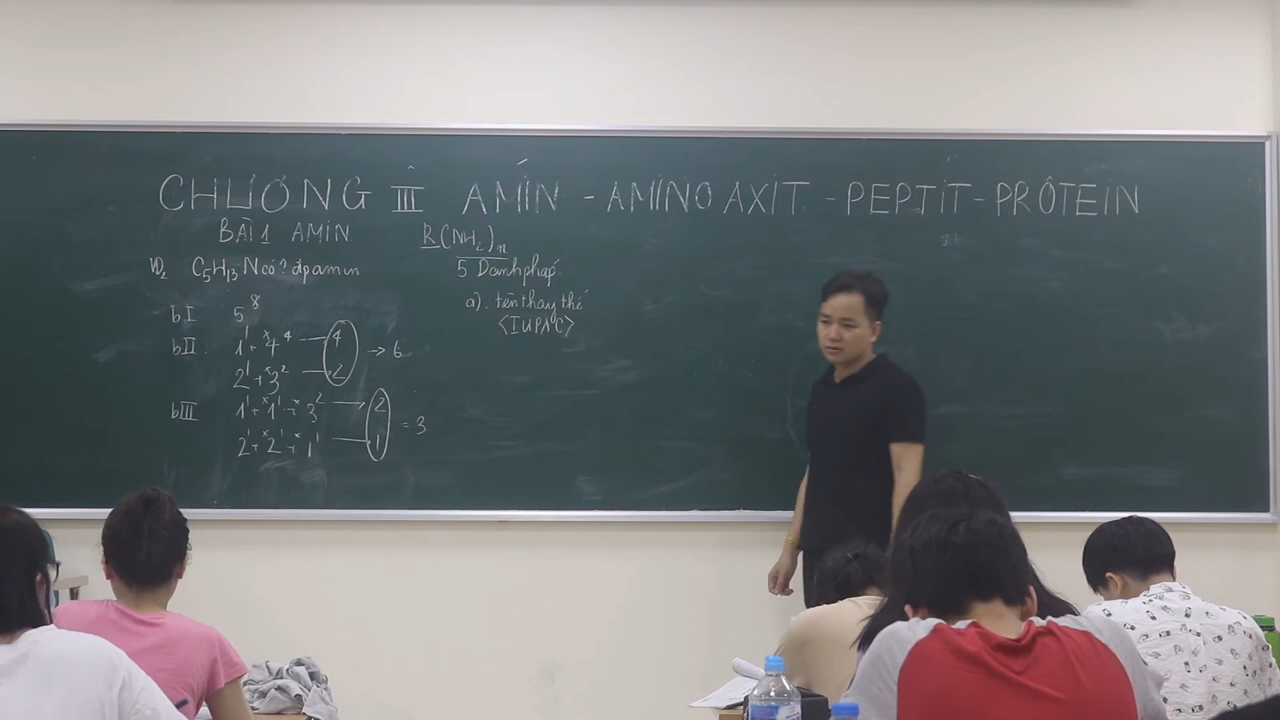 CHƯƠNG III AMIN - AMINO AXIT - PEPTIT - PRÔTEIN
BÀI 1 AMIN
VD2 C5H13N có? đp amin
bI 5^8
bII 1^1 + 4^4 → 4
2^1 + 3^2 → 2
→ 6
bIII 1^1 + 1^1 + 3^2 → 2
2^1 + 2^1 + 1^1 → 1
= 3
R(NH2)n
5 Danh pháp
a). tên thay thế
<IUPAC>